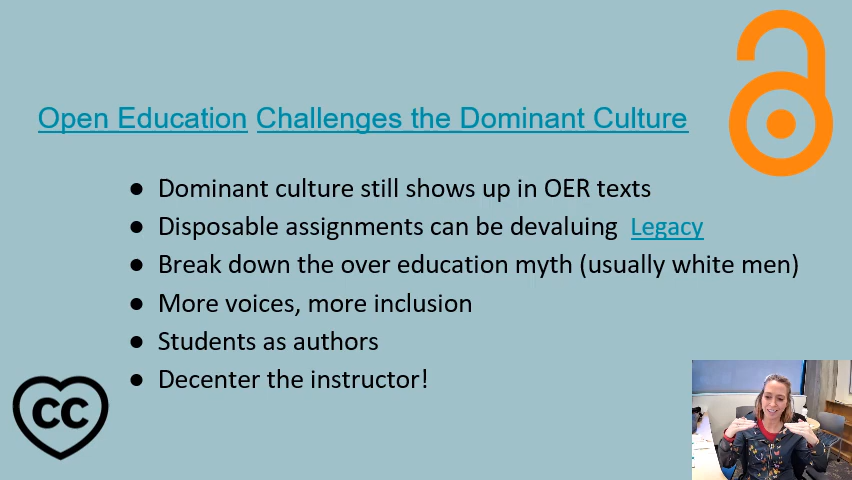 Open Education Challenges the Dominant Culture
● Dominant culture still shows up in OER texts
● Disposable assignments can be devaluing Legacy
● Break down the over education myth (usually white men)
● More voices, more inclusion
● Students as authors
● Decenter the instructor!
CC